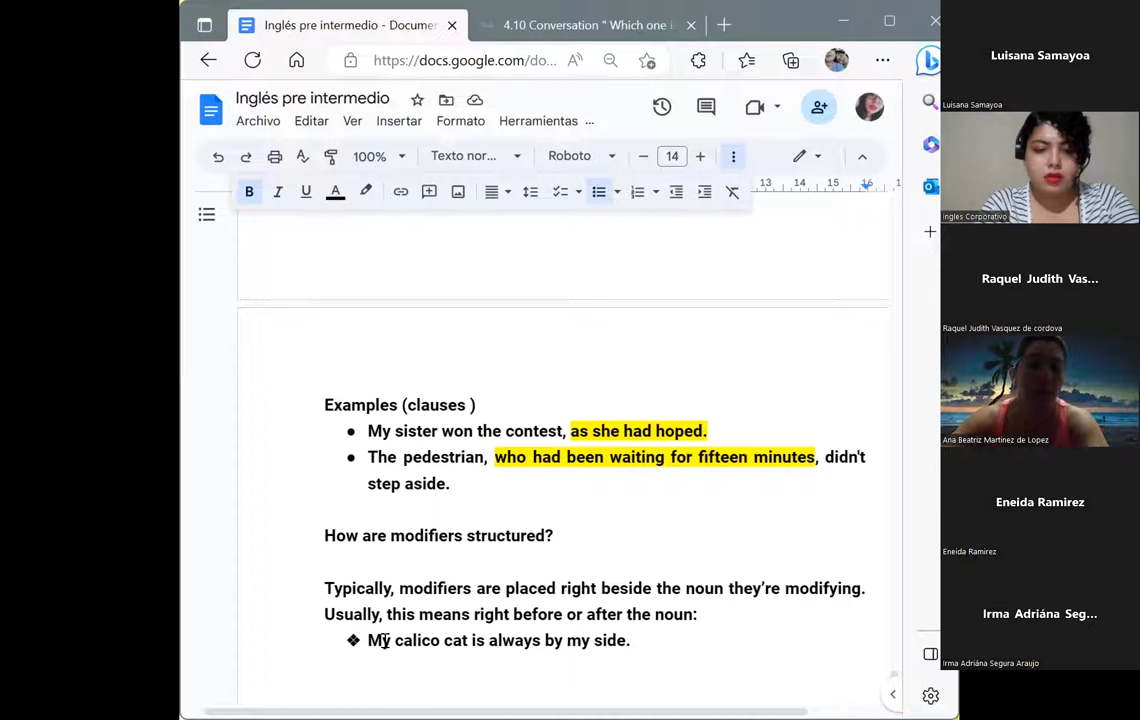 Inglés pre intermedio - Documer
4.10 Conversation " Which one i
https://docs.google.com/do...
Inglés pre intermedio
Archivo Editar Ver Insertar Formato Herramientas ...
100% Texto nor... Roboto 14
B I U A
13 14 15 16 1
Examples (clauses )
● My sister won the contest, as she had hoped.
● The pedestrian, who had been waiting for fifteen minutes, didn't
step aside.
How are modifiers structured?
Typically, modifiers are placed right beside the noun they’re modifying.
Usually, this means right before or after the noun:
❖ My calico cat is always by my side.
Luisana Samayoa
Luisana Samayoa
Ingles Corporativo
Raquel Judith Vas...
Raquel Judith Vasquez de cordova
Ana Beatriz Martinez de Lopez
Eneida Ramirez
Eneida Ramirez
Irma Adriána Seg...
Irma Adriána Segura Araujo